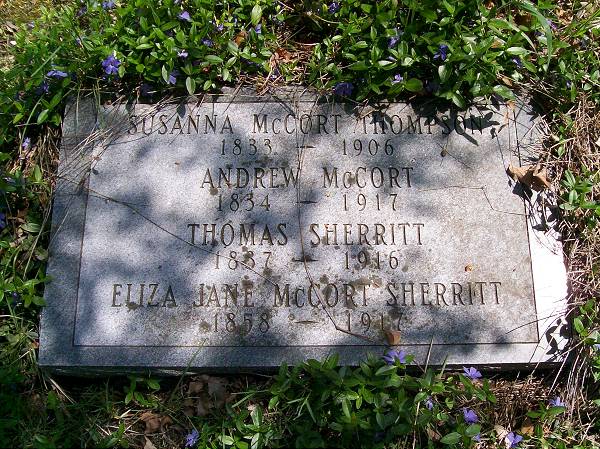 SUSANNA McCORT THOMPSON
1833 — 1906
ANDREW McCORT
1834 — 1917
THOMAS SHERRITT
1837 — 1916
ELIZA JANE McCORT SHERRITT
1858 — 1917